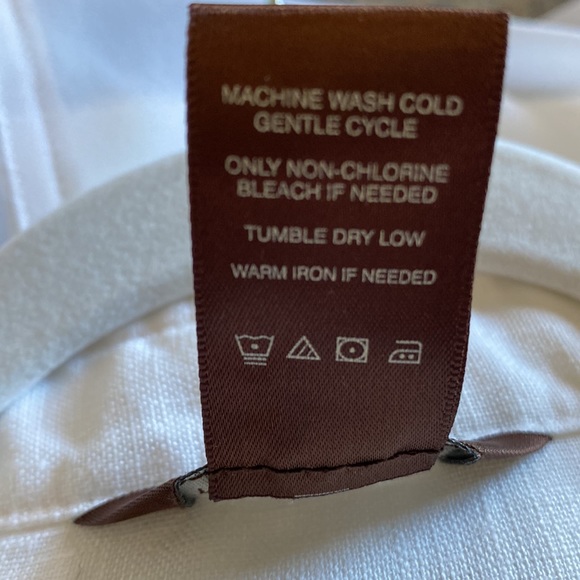 MACHINE WASH COLD
GENTLE CYCLE
ONLY NON-CHLORINE
BLEACH IF NEEDED
TUMBLE DRY LOW
WARM IRON IF NEEDED